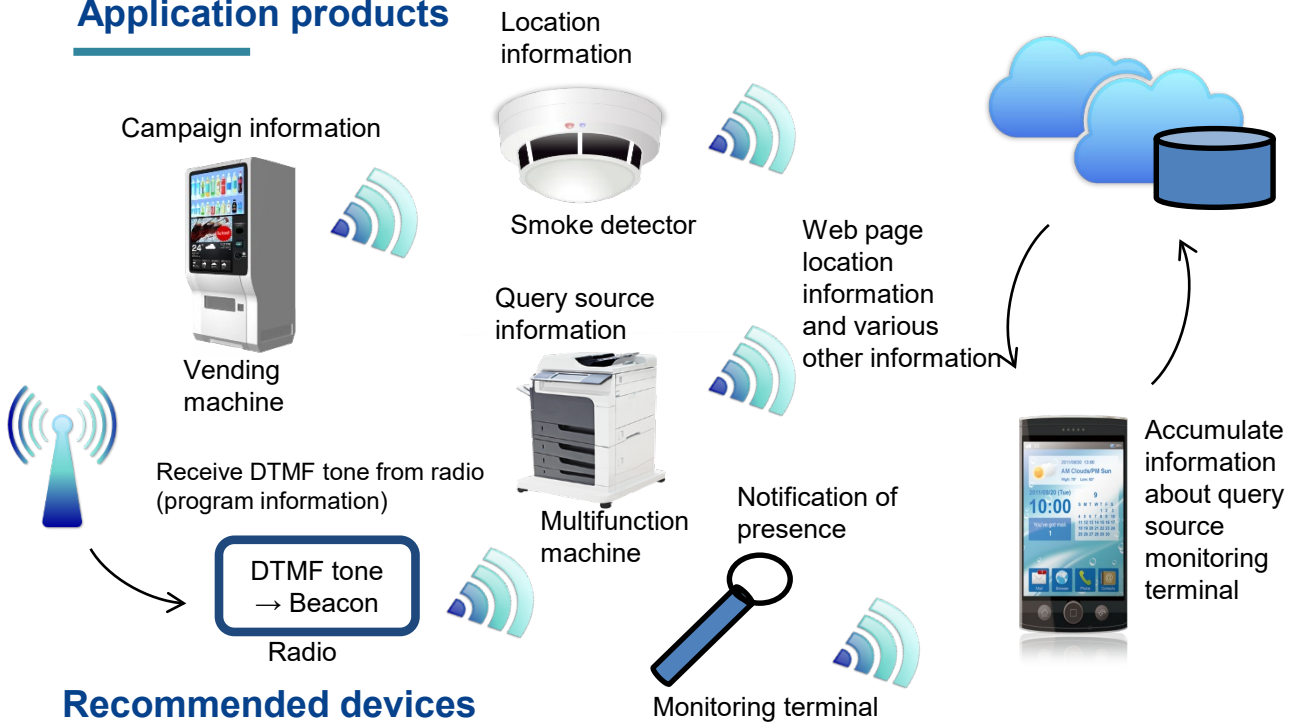 Application products
Location
information
Campaign information
Smoke detector
Web page
location
information
and various
other information
Query source
information
Vending
machine
Receive DTMF tone from radio
(program information)
Multifunction
machine
Notification of
presence
DTMF tone
→ Beacon
Radio
Monitoring terminal
10:00
Accumulate
information
about query
source
monitoring
terminal
Recommended devices